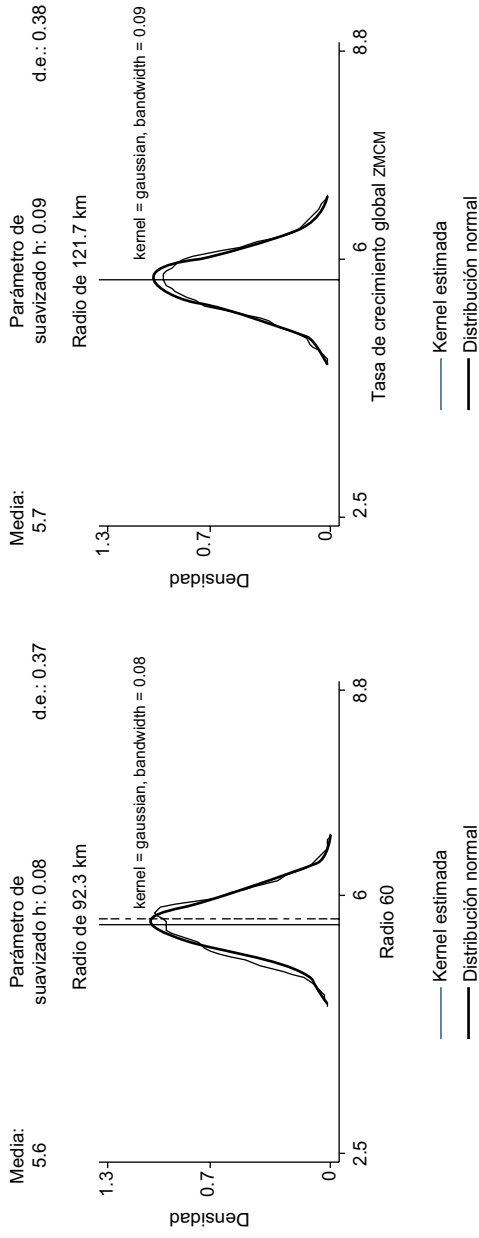 Media:
5.6
Parámetro de
suavizado h: 0.08
d.e.: 0.37
Radio de 92.3 km
kernel = gaussian, bandwidth = 0.08
1.3
0.7
0
Densidad
2.5
6
8.8
Radio 60
Kernel estimada
Distribución normal
Media:
5.7
Parámetro de
suavizado h: 0.09
d.e.: 0.38
Radio de 121.7 km
kernel = gaussian, bandwidth = 0.09
1.3
0.7
0
Densidad
2.5
6
8.8
Tasa de crecimiento global ZMCM
Kernel estimada
Distribución normal